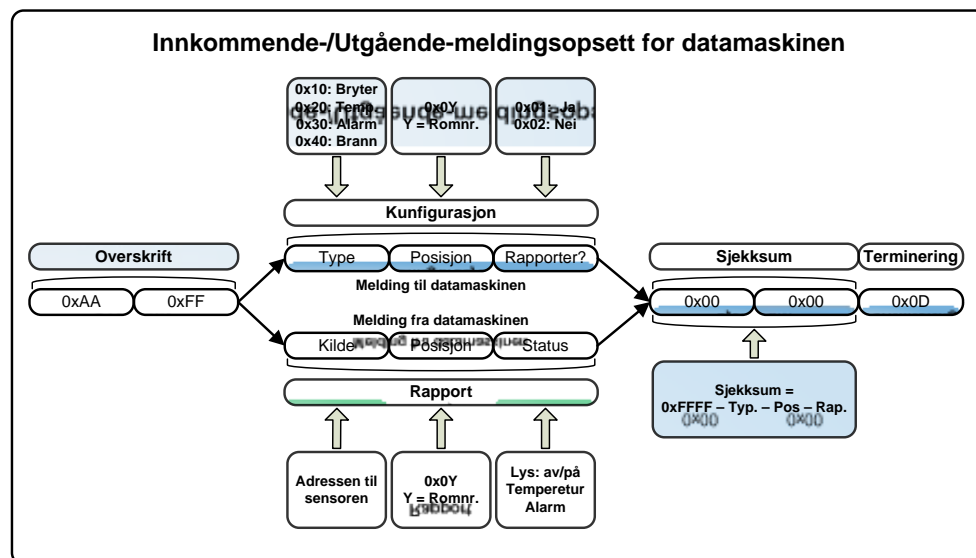 Innkommende-/Utgående-meldingsopsett for datamaskinen
0x10: Bryter
0x20: Temp.
0x30: Alarm
0x40: Brann
0x0Y
Y = Romnr.
0x01: Ja
0x02: Nei
Kunfigurasjon
Overskrift
Type
Posisjon
Rapporter?
Sjekksum
Terminering
0xAA
0xFF
Melding til datamaskinen
0x00
0x00
0x0D
Melding fra datamaskinen
Kilde
Posisjon
Status
Rapport
Sjekksum =
0xFFFF – Typ. – Pos – Rap.
Adressen til
sensoren
0x0Y
Y = Romnr.
Lys: av/på
Temperetur
Alarm